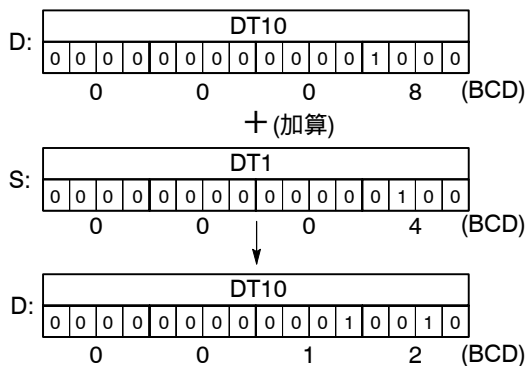 DT10
D: 0 0 0 0 0 0 0 0 0 0 0 0 1 0 0 0
0 0 0 8 (BCD)
+ (加算)
DT1
S: 0 0 0 0 0 0 0 0 0 0 0 0 0 1 0 0
0 0 0 4 (BCD)
DT10
D: 0 0 0 0 0 0 0 0 0 0 0 1 0 0 1 0
0 0 1 2 (BCD)